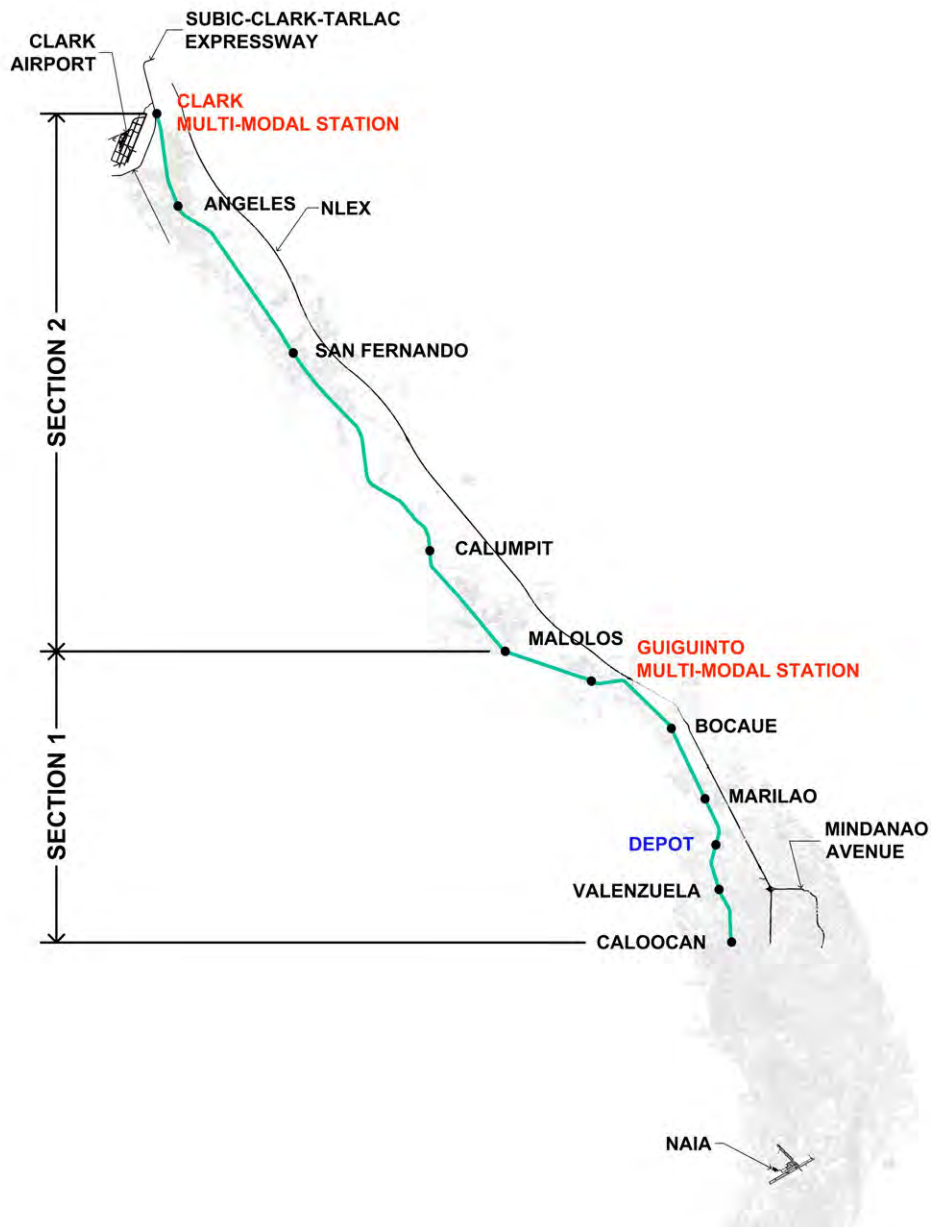 SUBIC-CLARK-TARLAC
EXPRESSWAY
CLARK
AIRPORT
CLARK
MULTI-MODAL STATION
ANGELES
NLEX
SAN FERNANDO
SECTION 2
CALUMPIT
MALOLOS
GUIGUINTO
MULTI-MODAL STATION
BOCAUE
SECTION 1
MARILAO
MINDANAO
AVENUE
DEPOT
VALENZUELA
CALOOCAN
NAIA